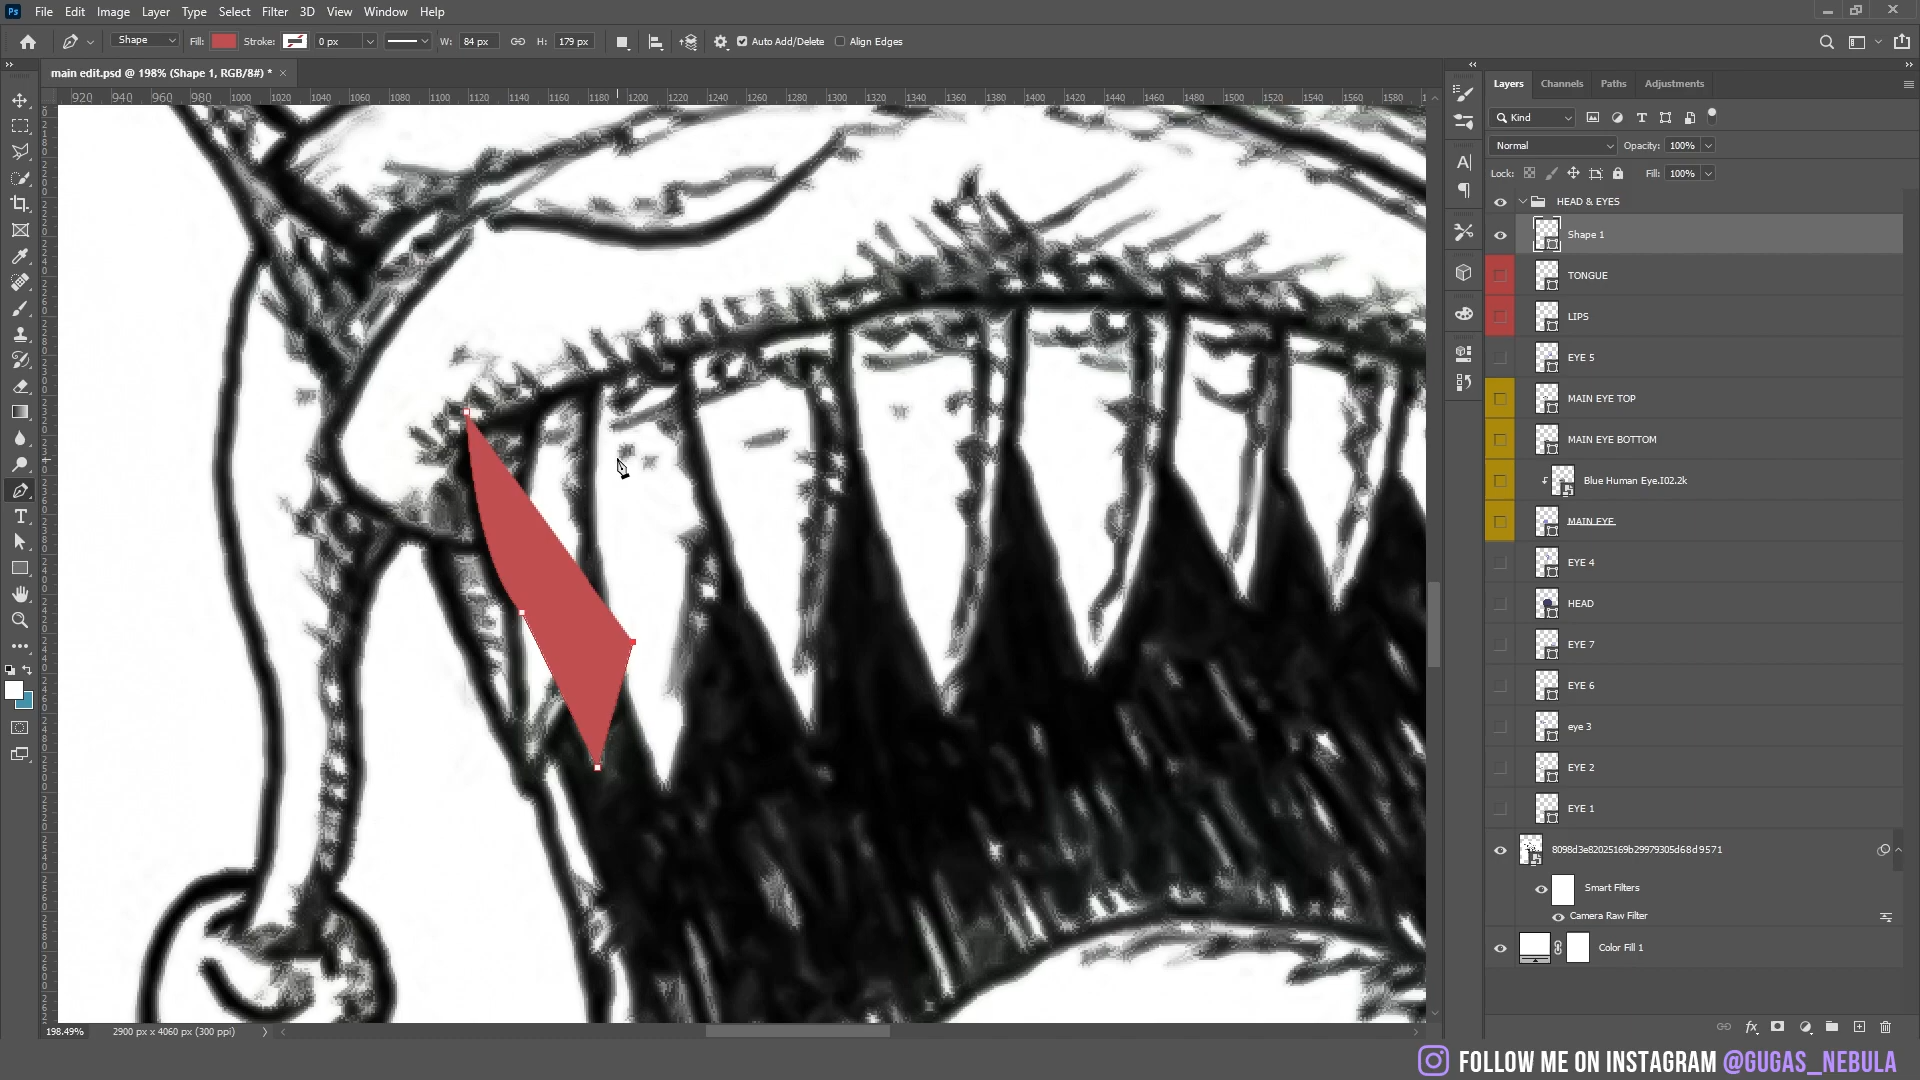 Ps File Edit Image Layer Type Select Filter 3D View Window Help
Shape Fill: Stroke: 0 px W: 84 px H: 179 px Auto Add/Delete Align Edges
main edit.psd @ 198% (Shape 1, RGB/8#) * ×
920 940 960 980 1000 1020 1040 1060 1080 1100 1120 1140 1160 1180 1200 1220 1240 1260 1280 1300 1320 1340 1360 1380 1400 1420 1440 1460 1480 1500 1520 1540 1560 1580
Layers Channels Paths Adjustments
Kind
Normal Opacity: 100%
Lock: Fill: 100%
HEAD & EYES
Shape 1
TONGUE
LIPS
EYE 5
MAIN EYE TOP
MAIN EYE BOTTOM
Blue Human Eye.I02.2k
MAIN EYE
EYE 4
HEAD
EYE 7
EYE 6
eye 3
EYE 2
EYE 1
8098d3e82025169b29979305d68d9571
Smart Filters
Camera Raw Filter
Color Fill 1
198.49% 2900 px x 4060 px (300 ppi)
FOLLOW ME ON INSTAGRAM @GUGAS_NEBULA